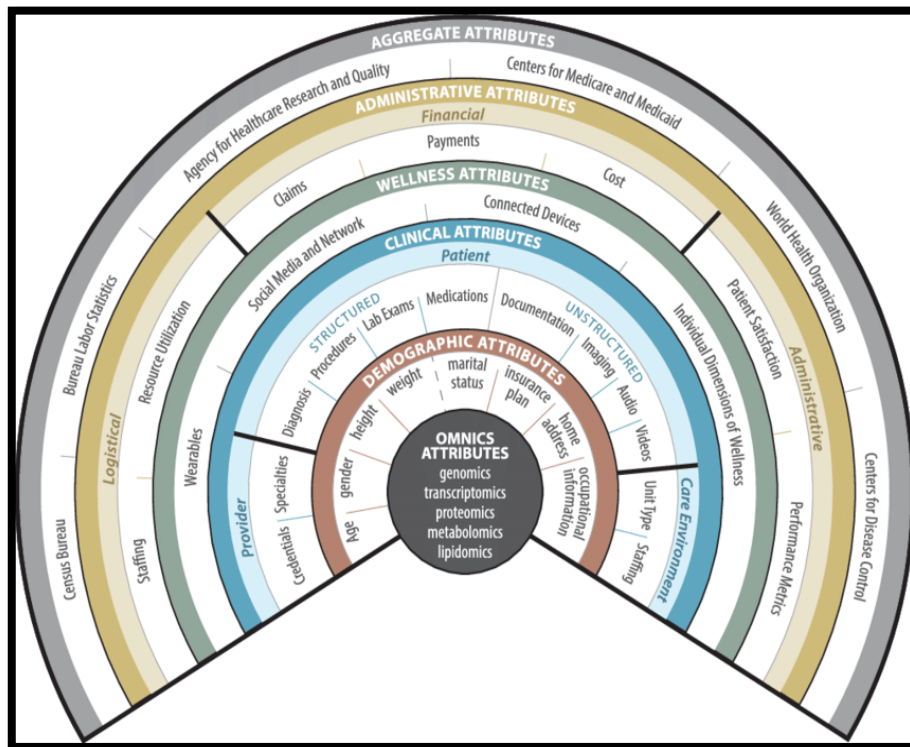 AGGREGATE ATTRIBUTES
Census Bureau
Bureau Labor Statistics
Agency for Healthcare Research and Quality
Centers for Medicare and Medicaid
World Health Organization
Centers for Disease Control
ADMINISTRATIVE ATTRIBUTES
Logistical
Financial
Administrative
Staffing
Resource Utilization
Claims
Payments
Cost
Patient Satisfaction
Performance Metrics
WELLNESS ATTRIBUTES
Wearables
Social Media and Network
Connected Devices
Individual Dimensions of Wellness
CLINICAL ATTRIBUTES
Provider
Patient
Care Environment
Credentials
Specialties
STRUCTURED
Diagnosis
Procedures
Lab Exams
Medications
UNSTRUCTURED
Documentation
Imaging
Audio
Videos
Unit Type
Staffing
DEMOGRAPHIC ATTRIBUTES
Age
gender
height
weight
marital
status
insurance
plan
home
address
occupational
information
OMNICS
ATTRIBUTES
genomics
transcriptomics
proteomics
metabolomics
lipidomics